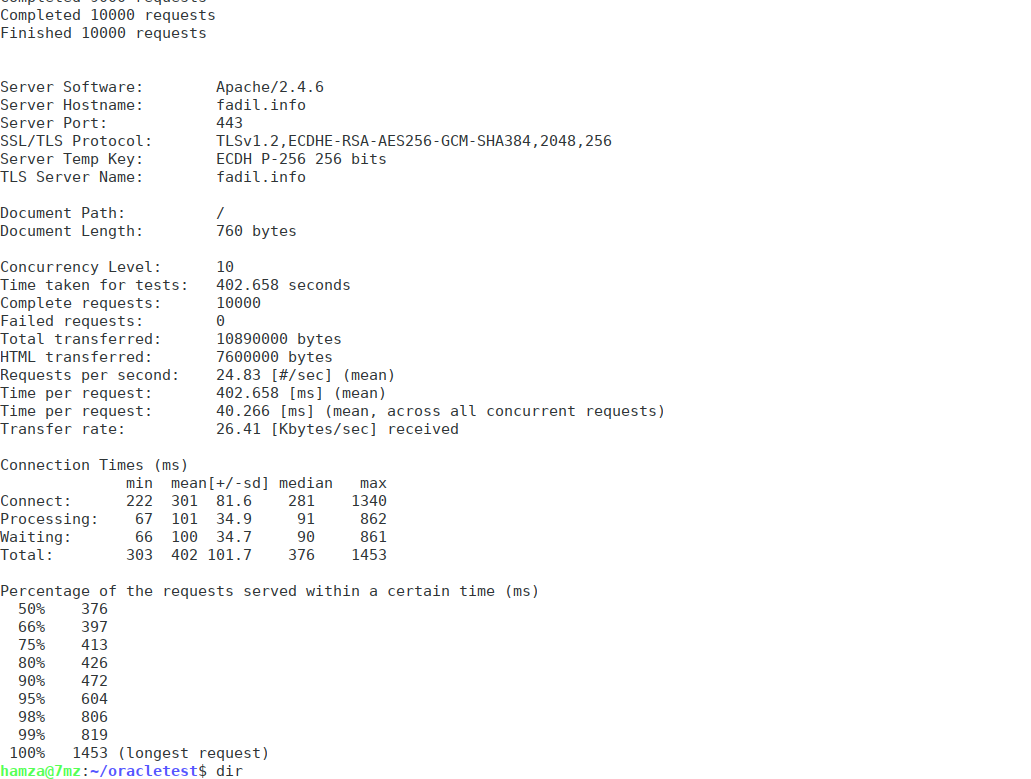 Completed 9000 requests
Completed 10000 requests
Finished 10000 requests
Server Software: Apache/2.4.6
Server Hostname: fadil.info
Server Port: 443
SSL/TLS Protocol: TLSv1.2,ECDHE-RSA-AES256-GCM-SHA384,2048,256
Server Temp Key: ECDH P-256 256 bits
TLS Server Name: fadil.info
Document Path: /
Document Length: 760 bytes
Concurrency Level: 10
Time taken for tests: 402.658 seconds
Complete requests: 10000
Failed requests: 0
Total transferred: 10890000 bytes
HTML transferred: 7600000 bytes
Requests per second: 24.83 [#/sec] (mean)
Time per request: 402.658 [ms] (mean)
Time per request: 40.266 [ms] (mean, across all concurrent requests)
Transfer rate: 26.41 [Kbytes/sec] received
Connection Times (ms)
min mean[+/-sd] median max
Connect: 222 301 81.6 281 1340
Processing: 67 101 34.9 91 862
Waiting: 66 100 34.7 90 861
Total: 303 402 101.7 376 1453
Percentage of the requests served within a certain time (ms)
50% 376
66% 397
75% 413
80% 426
90% 472
95% 604
98% 806
99% 819
100% 1453 (longest request)
hamza@7mz:~/oracletest$ dir